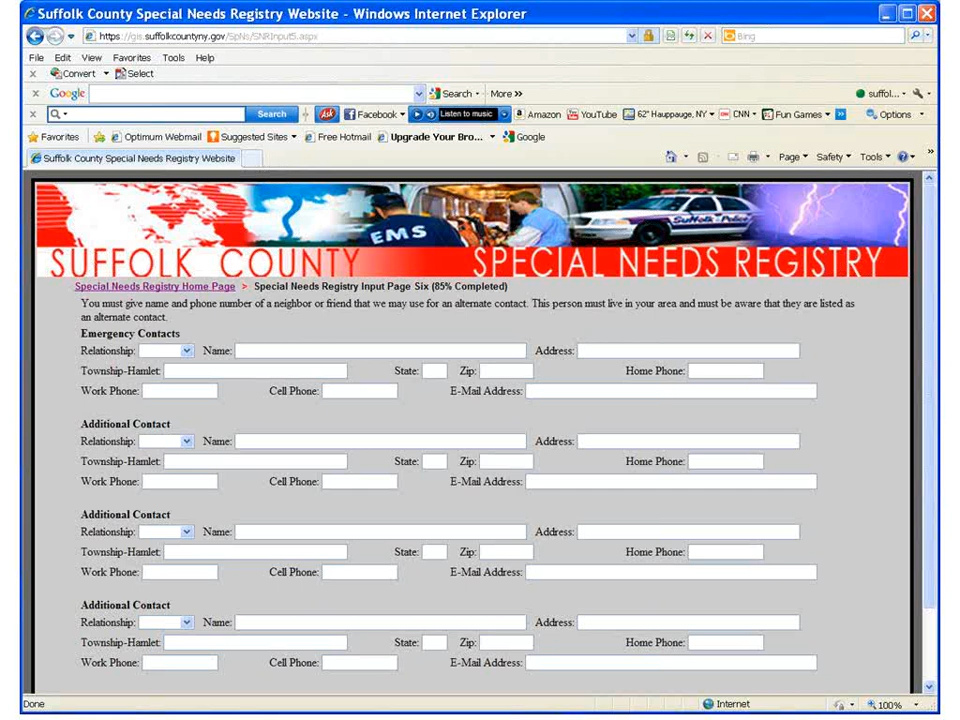 Suffolk County Special Needs Registry Website - Windows Internet Explorer
https://gis.suffolkcountyny.gov/SpNs/SNRInput5.aspx Bing
File Edit View Favorites Tools Help
x Convert Select
x Google Search More »
x Search Ask Facebook Listen to music Amazon YouTube 62° Hauppauge, NY CNN Fun Games » Options
Favorites Optimum Webmail Suggested Sites Free Hotmail Upgrade Your Bro... Google
Suffolk County Special Needs Registry Website Page Safety Tools »
EMS Suffolk Police
SUFFOLK COUNTY SPECIAL NEEDS REGISTRY
Special Needs Registry Home Page > Special Needs Registry Input Page Six (85% Completed)
You must give name and phone number of a neighbor or friend that we may use for an alternate contact. This person must live in your area and must be aware that they are listed as
an alternate contact.
Emergency Contacts
Relationship: Name: Address:
Township-Hamlet: State: Zip: Home Phone:
Work Phone: Cell Phone: E-Mail Address:
Additional Contact
Relationship: Name: Address:
Township-Hamlet: State: Zip: Home Phone:
Work Phone: Cell Phone: E-Mail Address:
Additional Contact
Relationship: Name: Address:
Township-Hamlet: State: Zip: Home Phone:
Work Phone: Cell Phone: E-Mail Address:
Additional Contact
Relationship: Name: Address:
Township-Hamlet: State: Zip: Home Phone:
Work Phone: Cell Phone: E-Mail Address:
Done Internet 100%